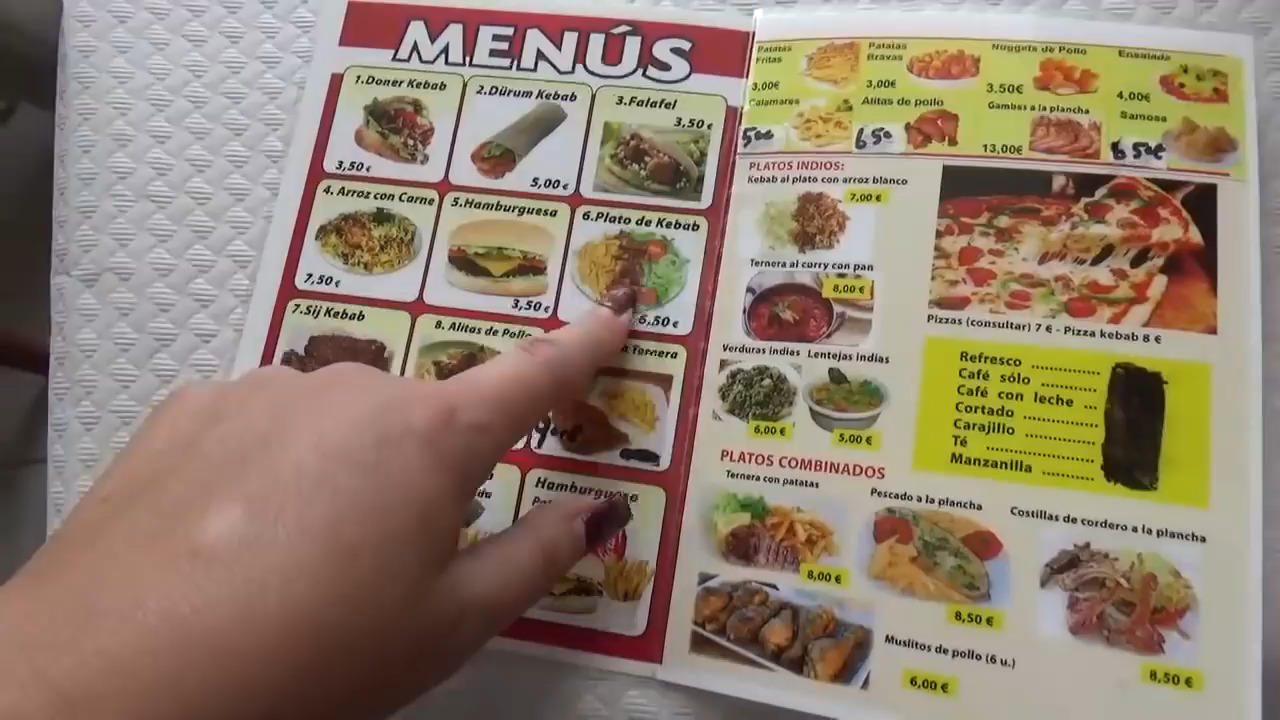 MENÚS
1.Doner Kebab
3,50 €
2.Dürum Kebab
5,00 €
3.Falafel
3,50 €
4. Arroz con Carne
7,50 €
5.Hamburguesa
3,50 €
6.Plato de Kebab
6,50 €
7.Sij Kebab
8. Alitas de Pollo
Ternera
Hamburguesa
Patatas Fritas
3,00€
Patatas Bravas
3,00€
Nuggets de Pollo
3.50€
Ensalada
4,00€
Calamares
500
Alitas de pollo
650
Gambas a la plancha
13,00€
Samosa
650€
PLATOS INDIOS:
Kebab al plato con arroz blanco
7,00 €
Ternera al curry con pan
8,00 €
Verduras indias
6,00 €
Lentejas indias
5,00 €
Pizzas (consultar) 7 € - Pizza kebab 8 €
Refresco ................
Café sólo ..............
Café con leche ...
Cortado ..................
Carajillo .................
Té .........................
Manzanilla ...........
PLATOS COMBINADOS
Ternera con patatas
8,00 €
Pescado a la plancha
8,50 €
Costillas de cordero a la plancha
8,50 €
Muslitos de pollo (6 u.)
6,00 €